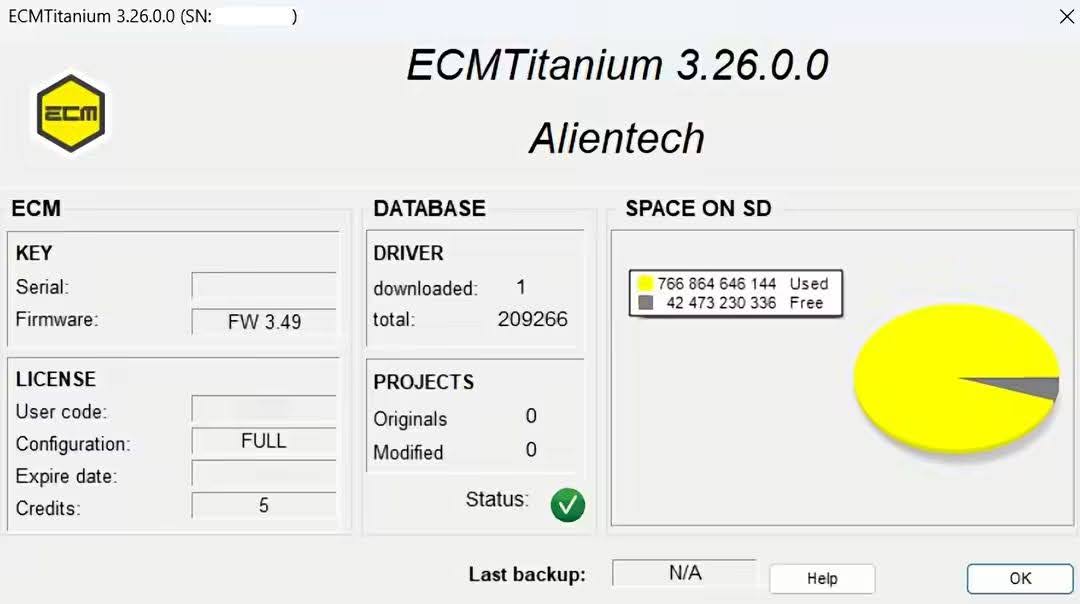 ECMTitanium 3.26.0.0 (SN: )
ECMTitanium 3.26.0.0
ECM
Alientech
ECM
KEY
Serial:
Firmware: FW 3.49
LICENSE
User code:
Configuration: FULL
Expire date:
Credits: 5
DATABASE
DRIVER
downloaded: 1
total: 209266
PROJECTS
Originals 0
Modified 0
Status:
SPACE ON SD
766 864 646 144 Used
42 473 230 336 Free
Last backup: N/A
Help
OK